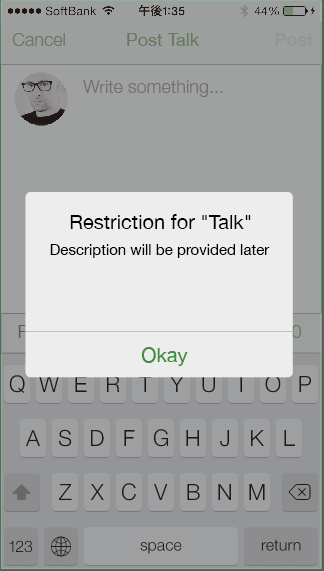 SoftBank 午後1:35 44%
Cancel Post Talk Post
Write something...
Restriction for "Talk"
Description will be provided later
Okay
Q W E R T Y U I O P
A S D F G H J K L
Z X C V B N M
123 space return